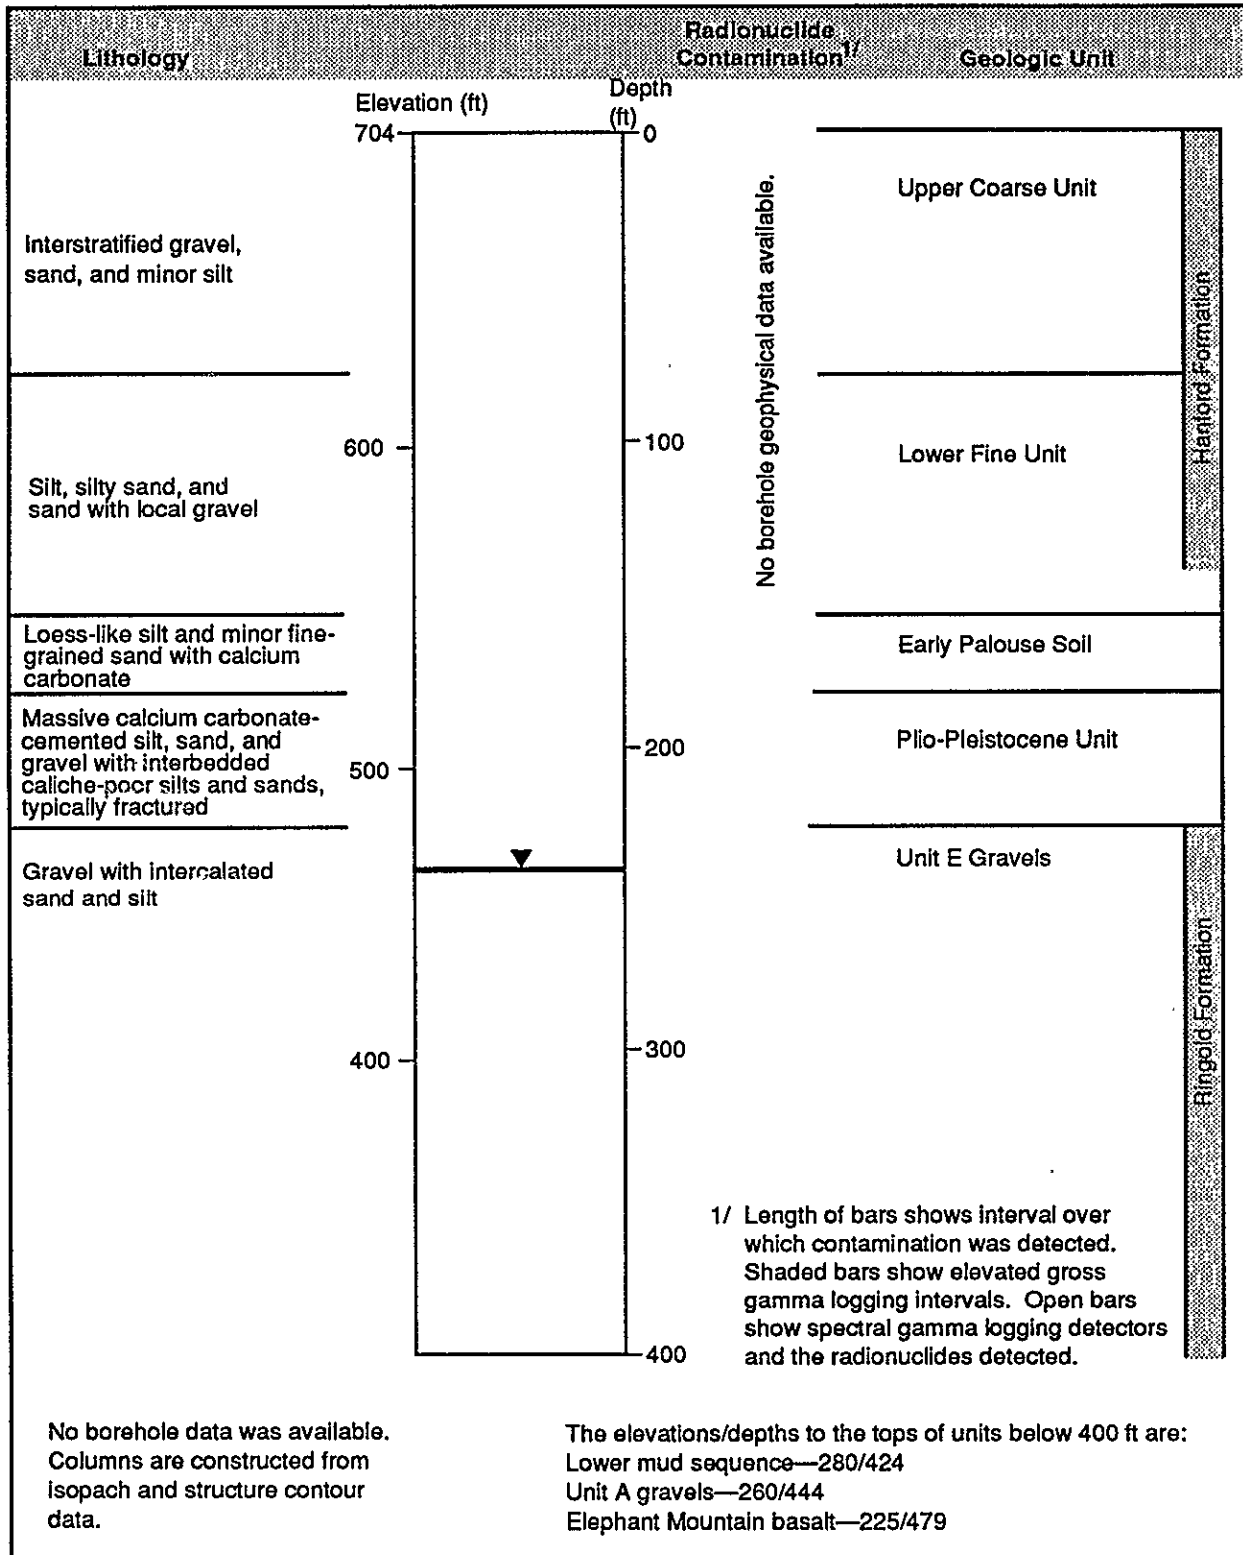 Lithology
Radionuclide
Contamination1/
Geologic Unit
Elevation (ft)
Depth
(ft)
704
0
Interstratified gravel,
sand, and minor silt
No borehole geophysical data available.
Upper Coarse Unit
Hanford Formation
600
100
Silt, silty sand, and
sand with local gravel
Lower Fine Unit
Loess-like silt and minor fine-
grained sand with calcium
carbonate
Early Palouse Soil
Massive calcium carbonate-
cemented silt, sand, and
gravel with interbedded
caliche-poor silts and sands,
typically fractured
500
200
Plio-Pleistocene Unit
Gravel with intercalated
sand and silt
Unit E Gravels
Ringold Formation
400
300
1/ Length of bars shows interval over
which contamination was detected.
Shaded bars show elevated gross
gamma logging intervals. Open bars
show spectral gamma logging detectors
and the radionuclides detected.
400
No borehole data was available.
Columns are constructed from
isopach and structure contour
data.
The elevations/depths to the tops of units below 400 ft are:
Lower mud sequence—280/424
Unit A gravels—260/444
Elephant Mountain basalt—225/479